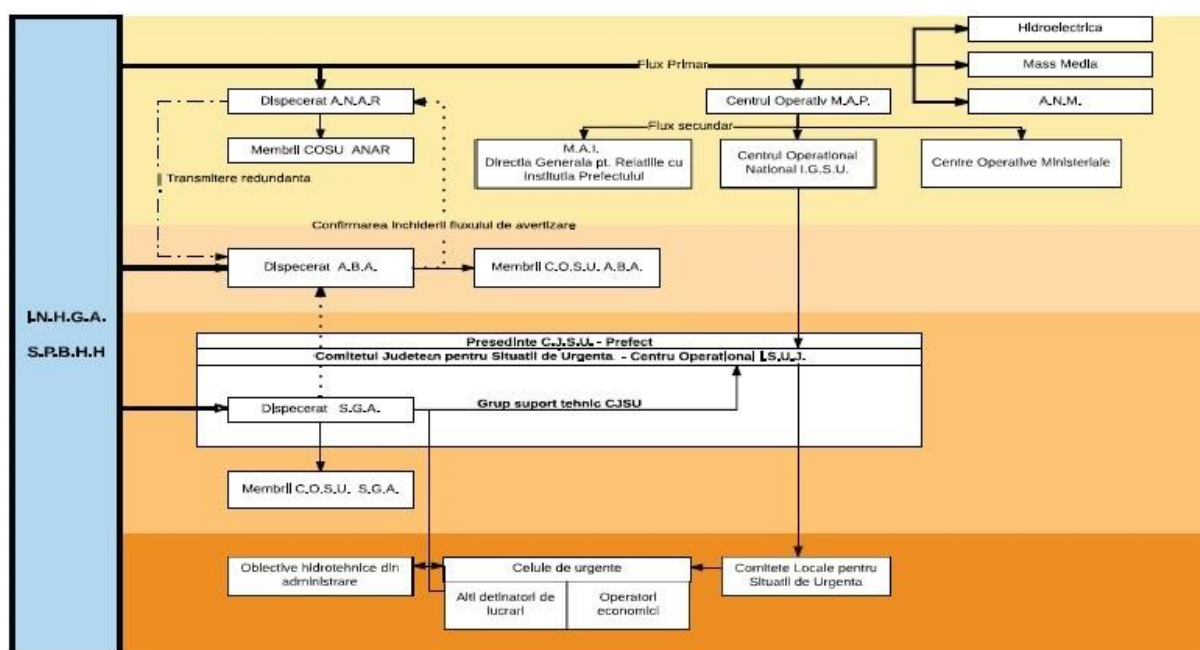 Hidroelectrica
Flux Primar
Mass Media
Dispecerat A.N.A.R
Centrul Operativ M.A.P.
A.N.M.
Flux secundar
Membrii COSU ANAR
M.A.I.
Directia Generala pt. Relatiile cu
Institutia Prefectului
Centrul Operational
National I.G.S.U.
Centre Operative Ministeriale
Transmitere redundanta
Confirmarea inchiderii fluxului de avertizare
Dispecerat A.B.A.
Membrii C.O.S.U. A.B.A.
I.N.H.G.A.
S.P.B.H.H
Presedinte C.J.S.U. - Prefect
Comitetul Judetean pentru Situatii de Urgenta - Centru Operational I.S.U.J.
Dispecerat S.G.A.
Grup suport tehnic CJSU
Membrii C.O.S.U. S.G.A.
Obiective hidrotehnice din
administrare
Celule de urgente
Alti detinatori de
lucrari
Operatori
economici
Comitete Locale pentru
Situatii de Urgenta